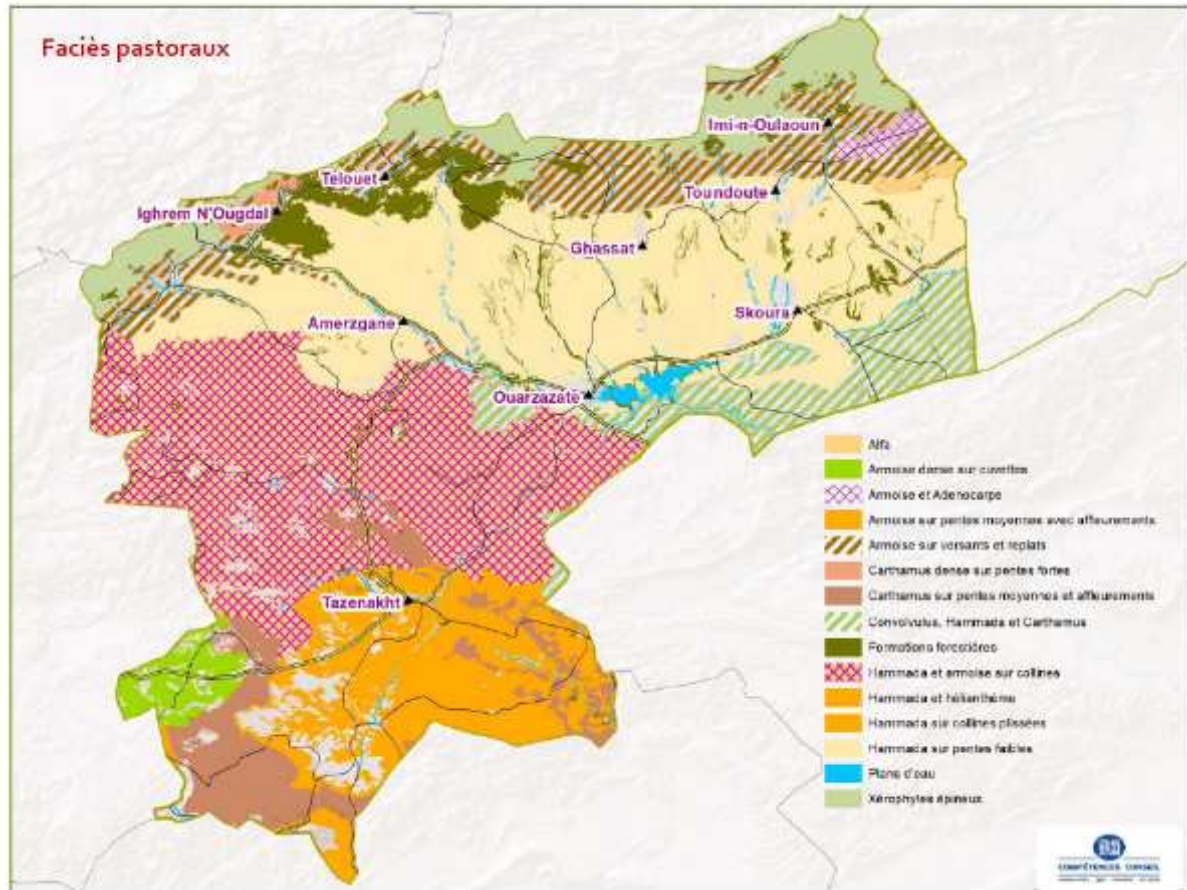 Faciès pastoraux
Imi-n-Oulaoun
Télouet
Toundoute
Ighrem N'Ougdal
Ghassat
Skoura
Amerzgane
Ouarzazate
Tazenakht
Alfa
Armoise dense sur cuvettes
Armoise et Adenocarpe
Armoise sur pentes moyennes avec affleurements
Armoise sur versants et replats
Carthamus dense sur pentes fortes
Carthamus sur pentes moyennes et affleurements
Convolvulus, Hammada et Carthamus
Formations forestières
Hammada et armoise sur collines
Hammada et hélianthème
Hammada sur collines plissées
Hammada sur pentes faibles
Plans d'eau
Xérophytes épineux
COMPÉTENCES CONSEIL